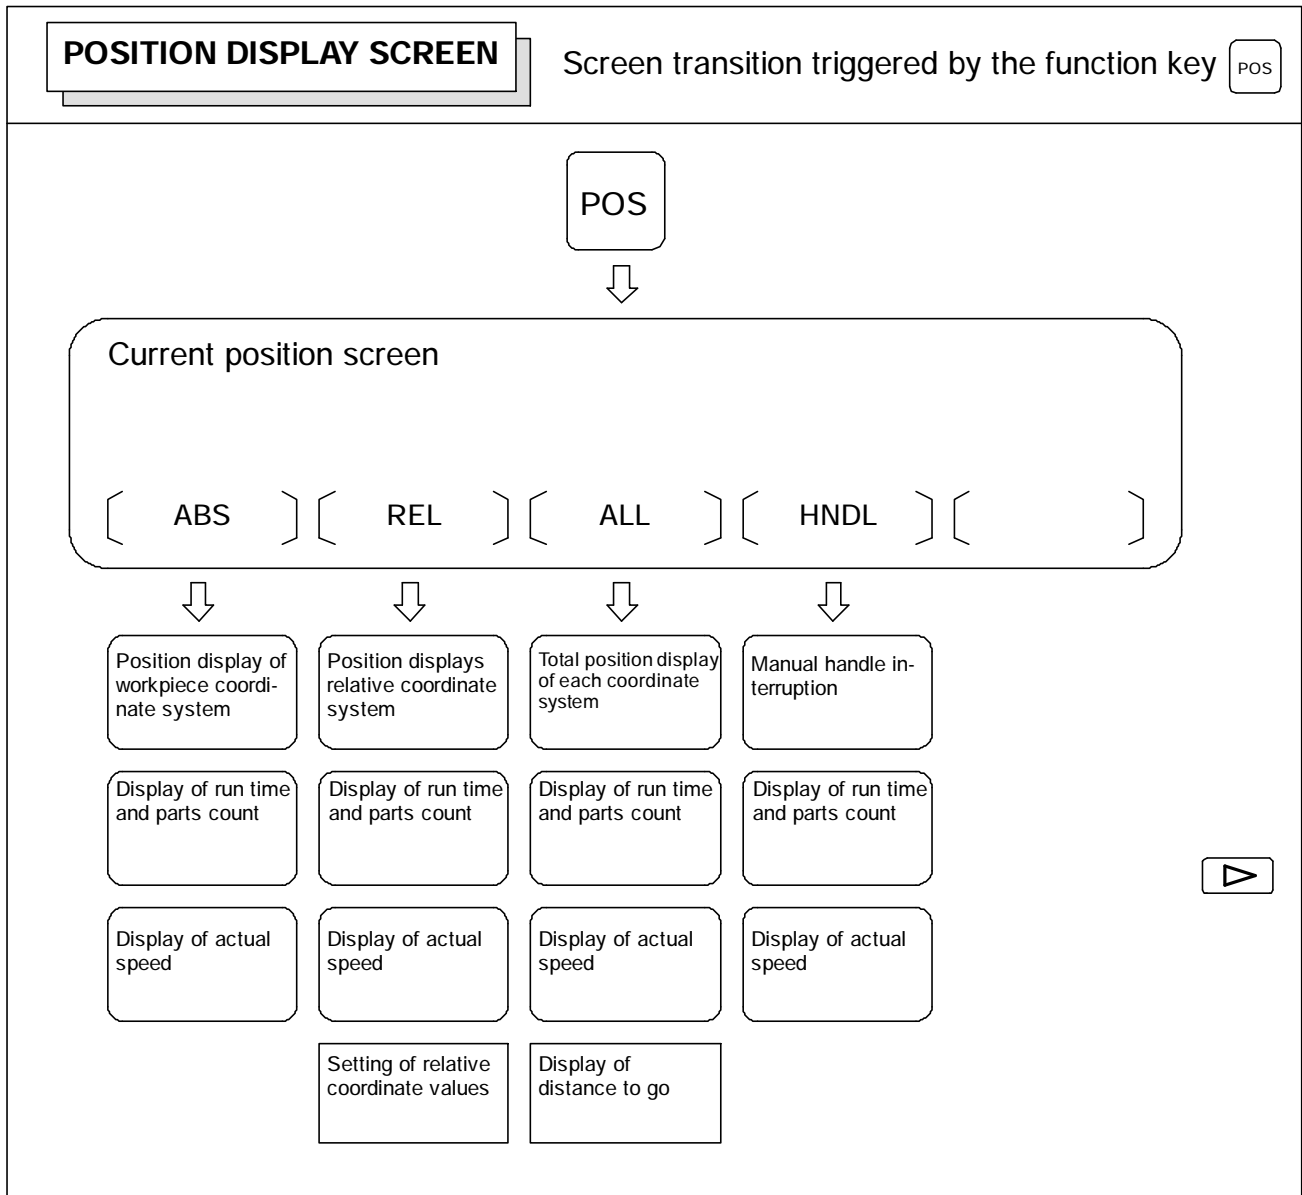 POSITION DISPLAY SCREEN
Screen transition triggered by the function key POS
POS
Current position screen
ABS
REL
ALL
HNDL
Position display of
workpiece coordi-
nate system
Position displays
relative coordinate
system
Total position display
of each coordinate
system
Manual handle in-
terruption
Display of run time
and parts count
Display of run time
and parts count
Display of run time
and parts count
Display of run time
and parts count
Display of actual
speed
Display of actual
speed
Display of actual
speed
Display of actual
speed
Setting of relative
coordinate values
Display of
distance to go